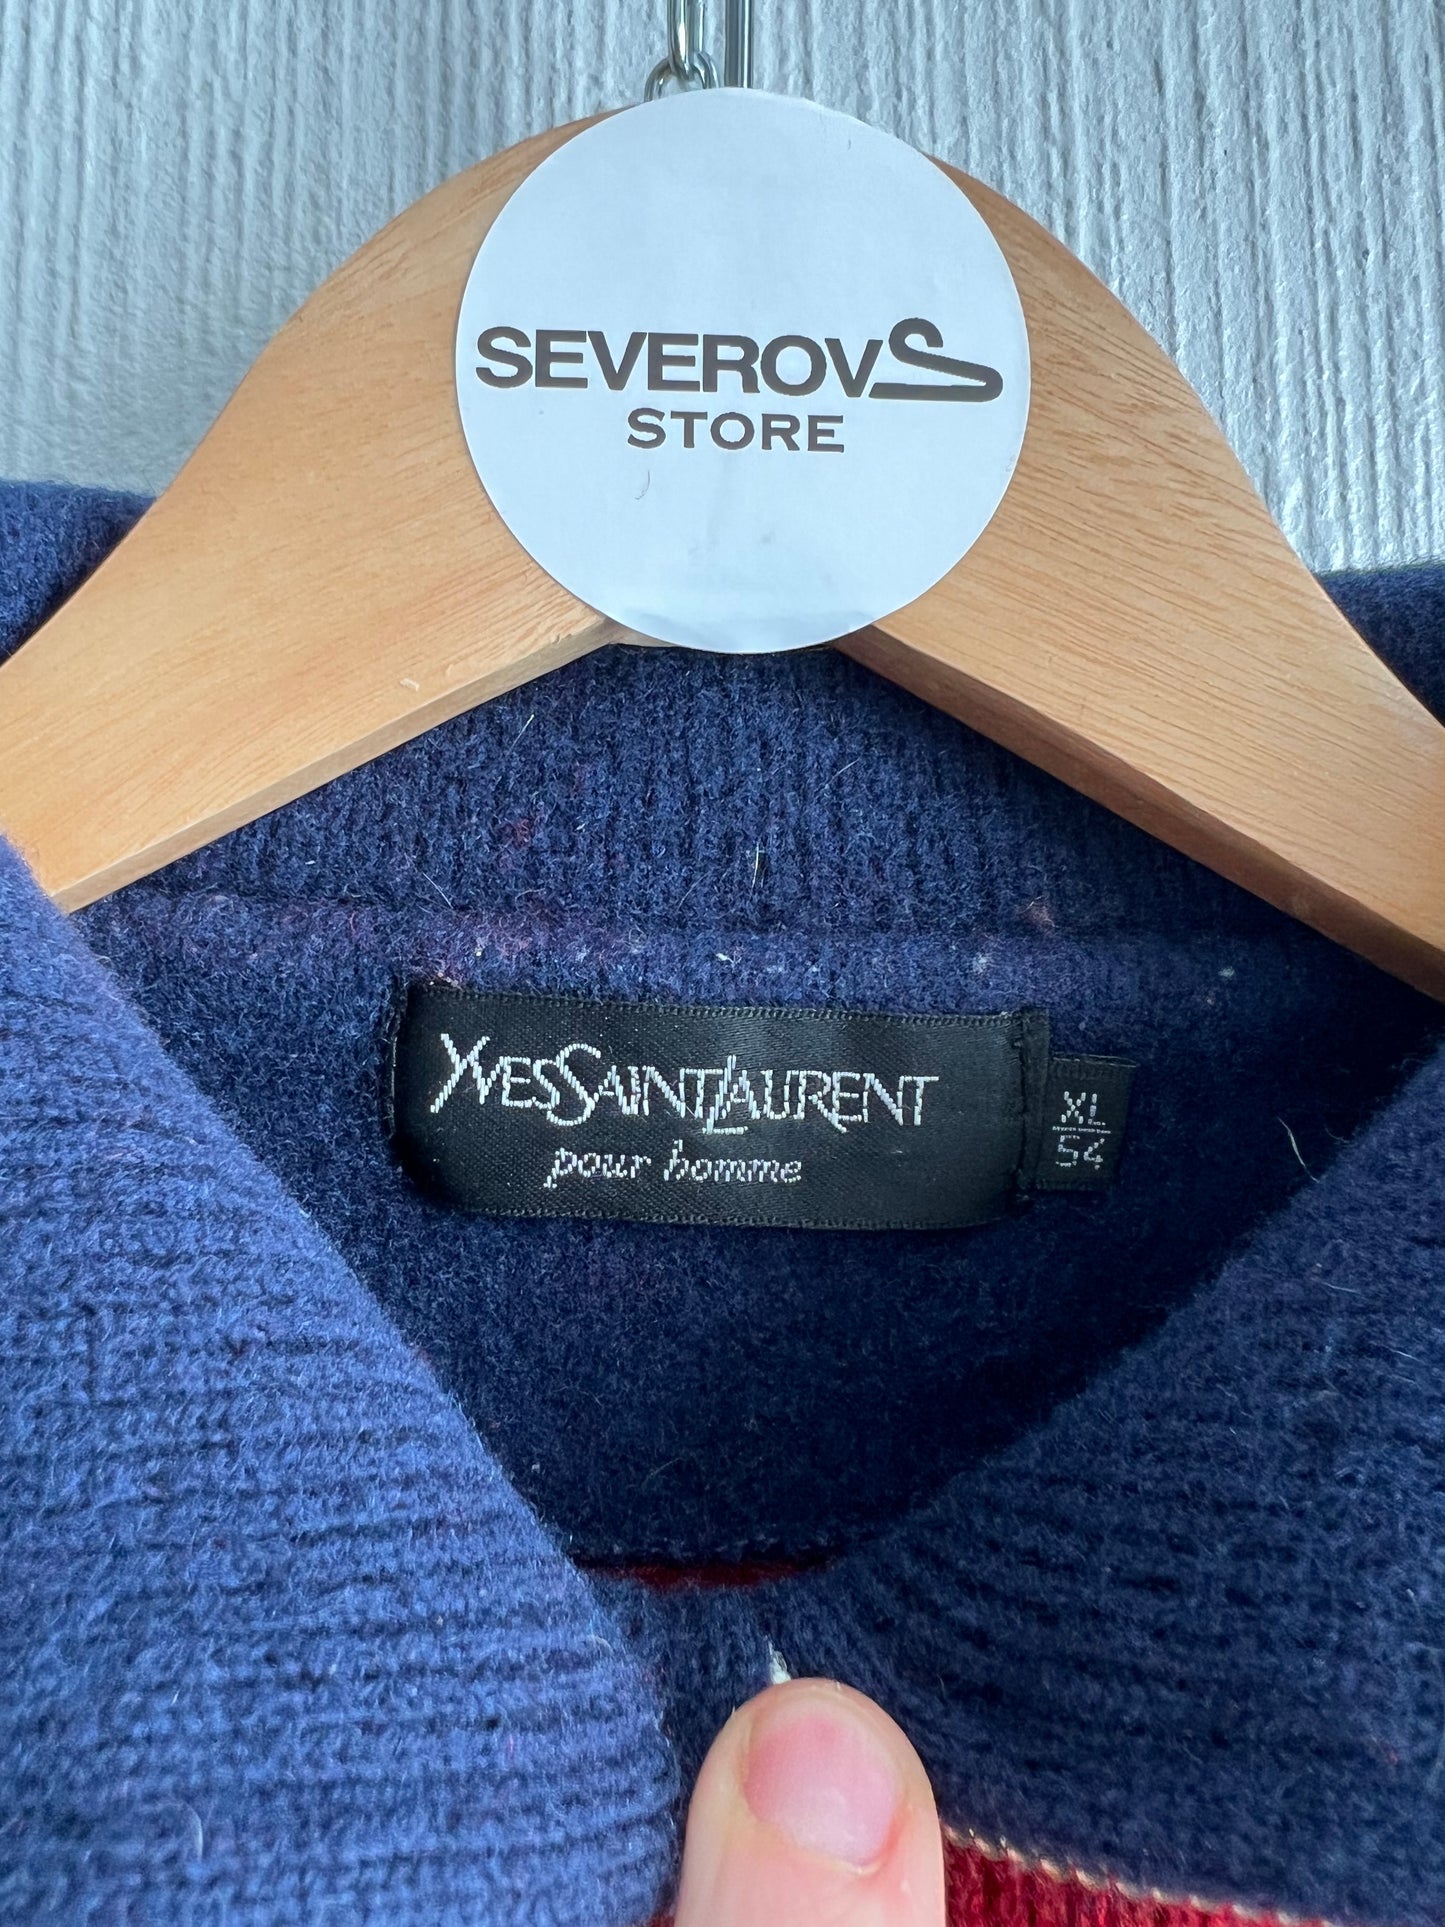 SEVEROVS
STORE
YVESSAINTLAURENT
pour homme
XL
54